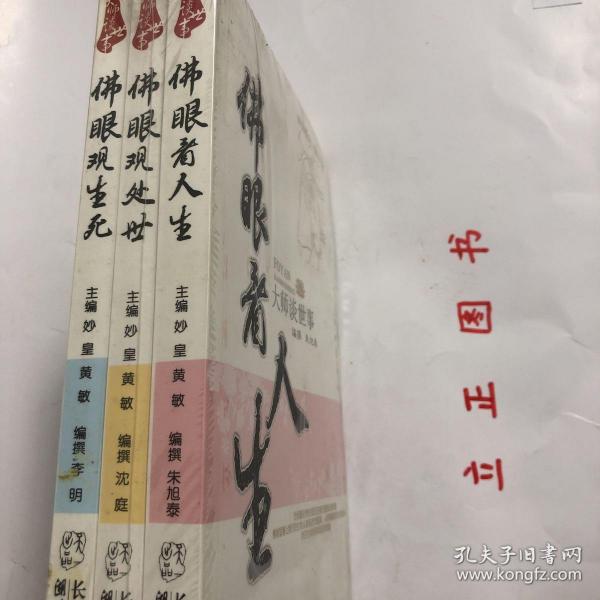 佛眼观生死
主编 妙皇 黄敏
编撰 李明
佛眼观处世
主编 妙皇 黄敏
编撰 沈庭
佛眼看人生
主编 妙皇 黄敏
编撰 朱旭泰
长
佛眼看人生
大师谈世事
立正图书
孔夫子旧书网
www.kongfz.com